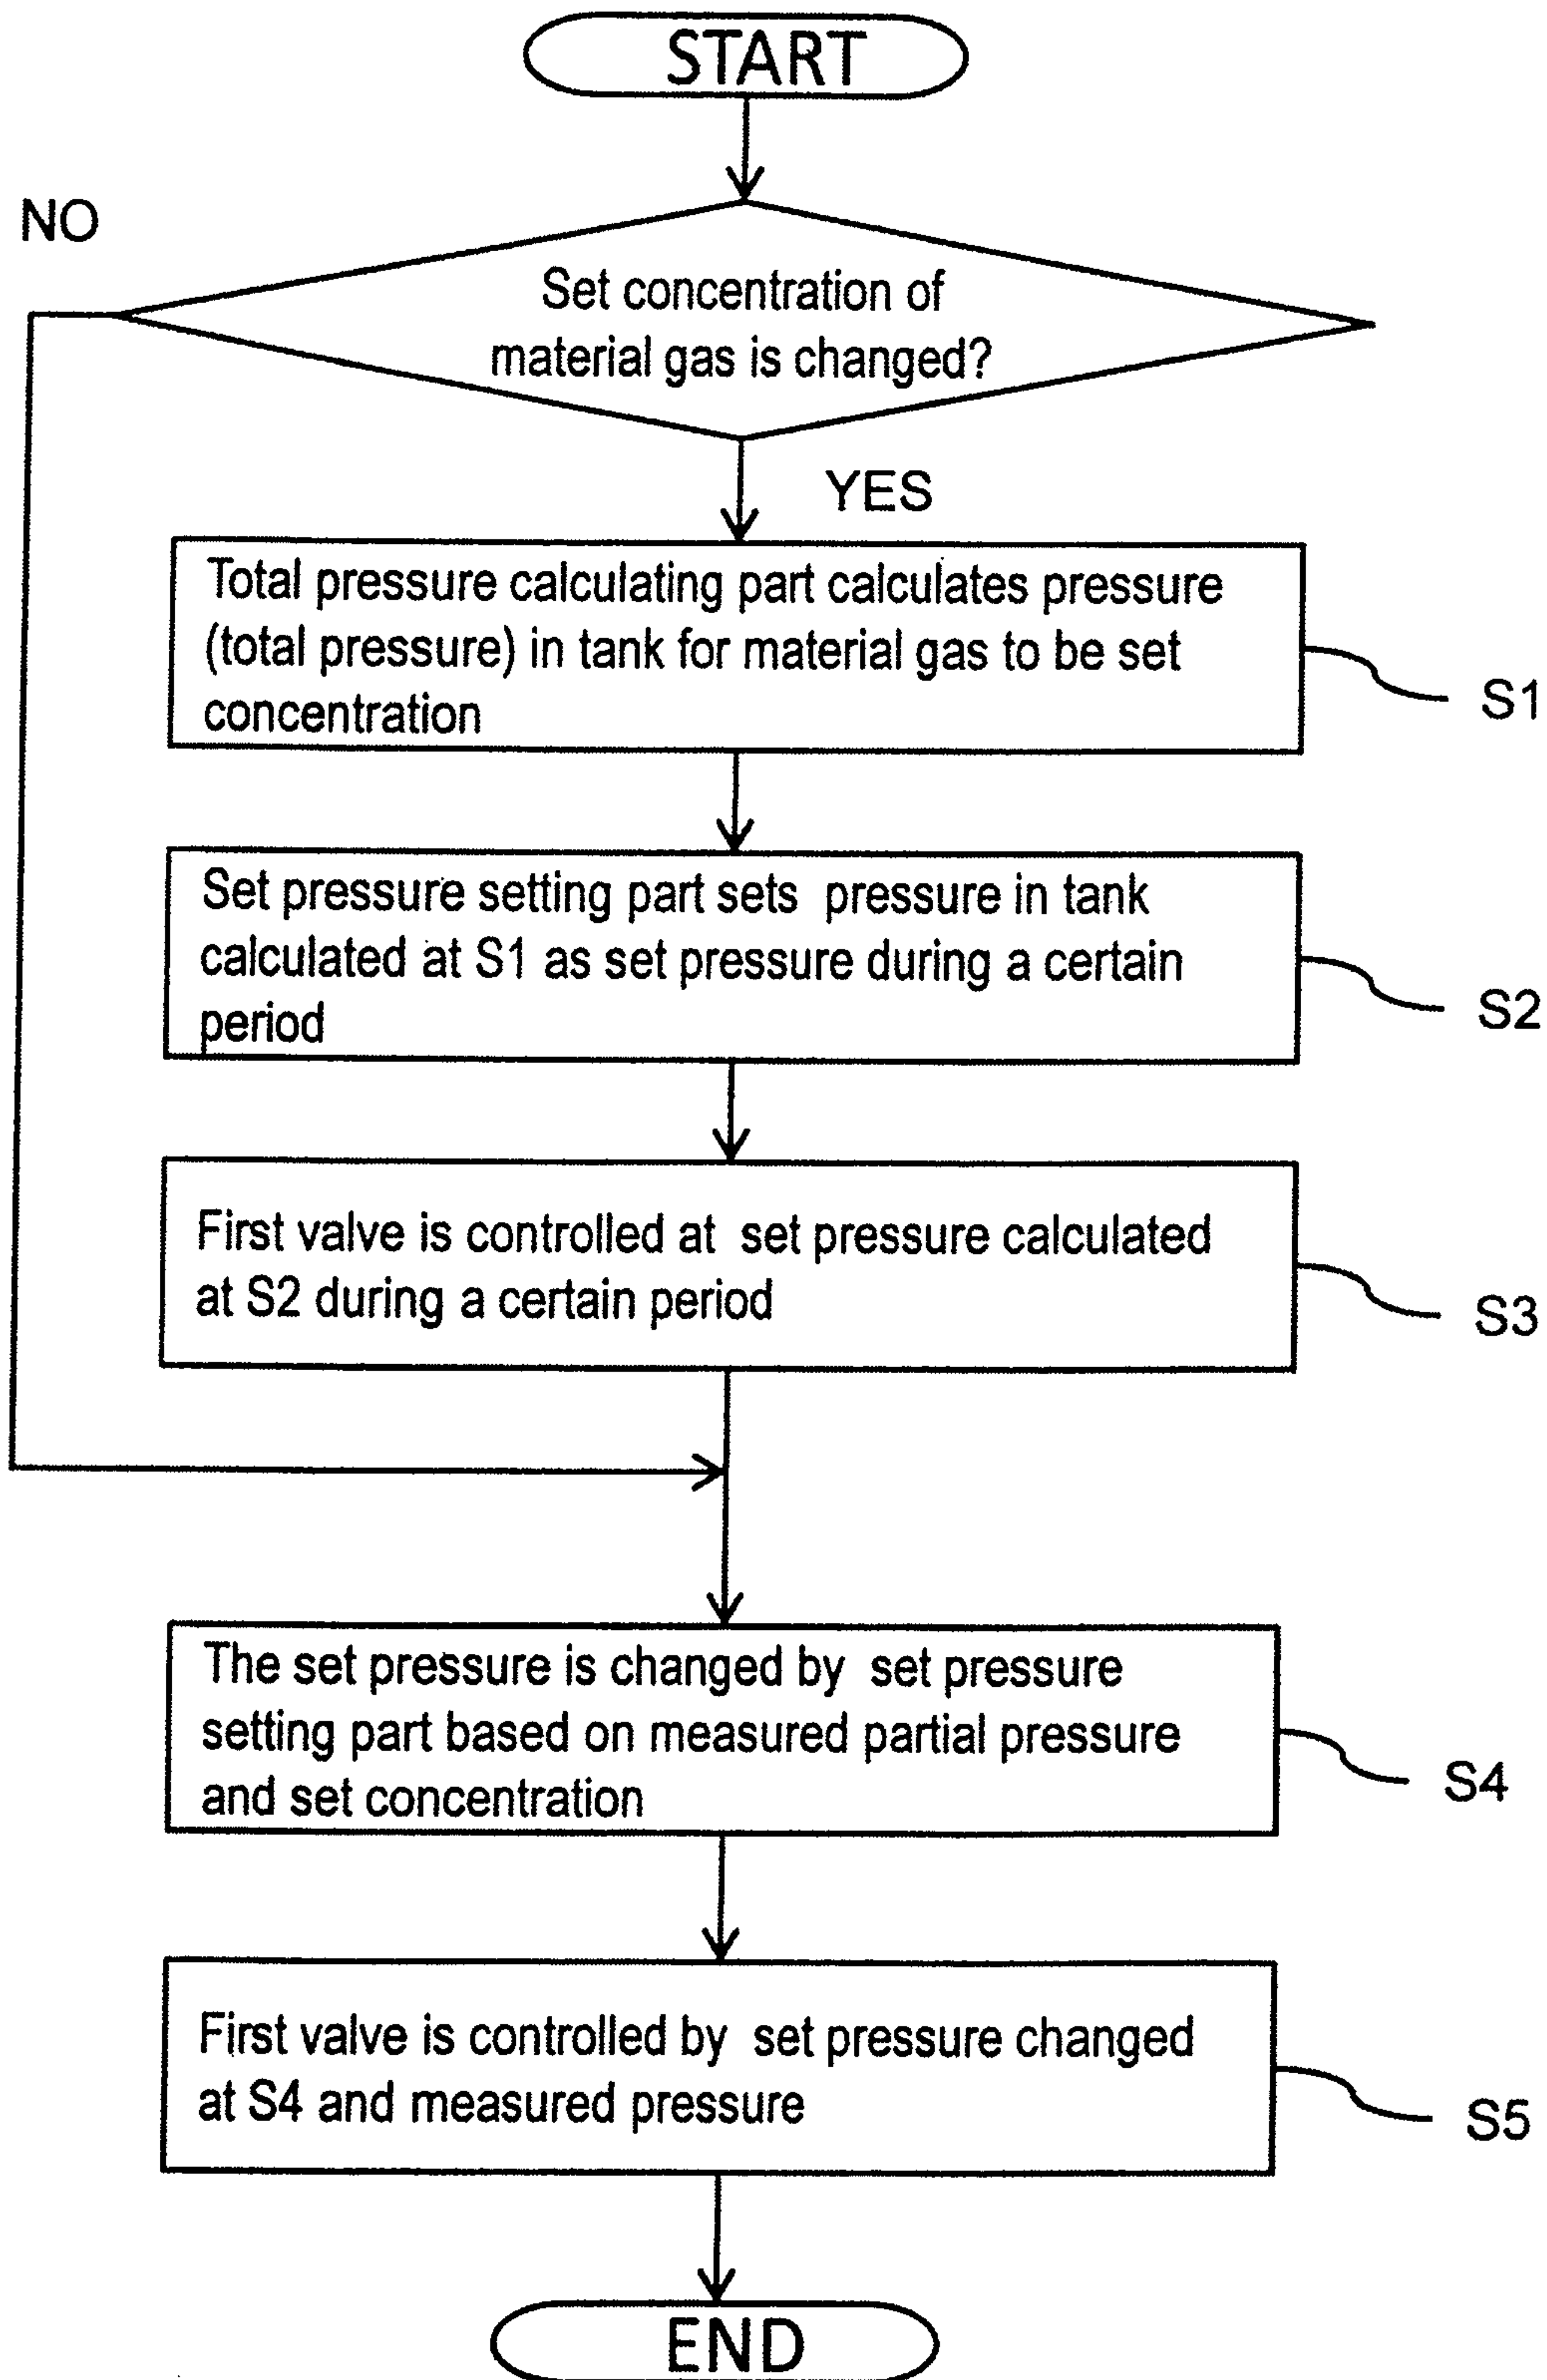 START
NO
Set concentration of
material gas is changed?
YES
Total pressure calculating part calculates pressure
(total pressure) in tank for material gas to be set
concentration
S1
Set pressure setting part sets pressure in tank
calculated at S1 as set pressure during a certain
period
S2
First valve is controlled at set pressure calculated
at S2 during a certain period
S3
The set pressure is changed by set pressure
setting part based on measured partial pressure
and set concentration
S4
First valve is controlled by set pressure changed
at S4 and measured pressure
S5
END